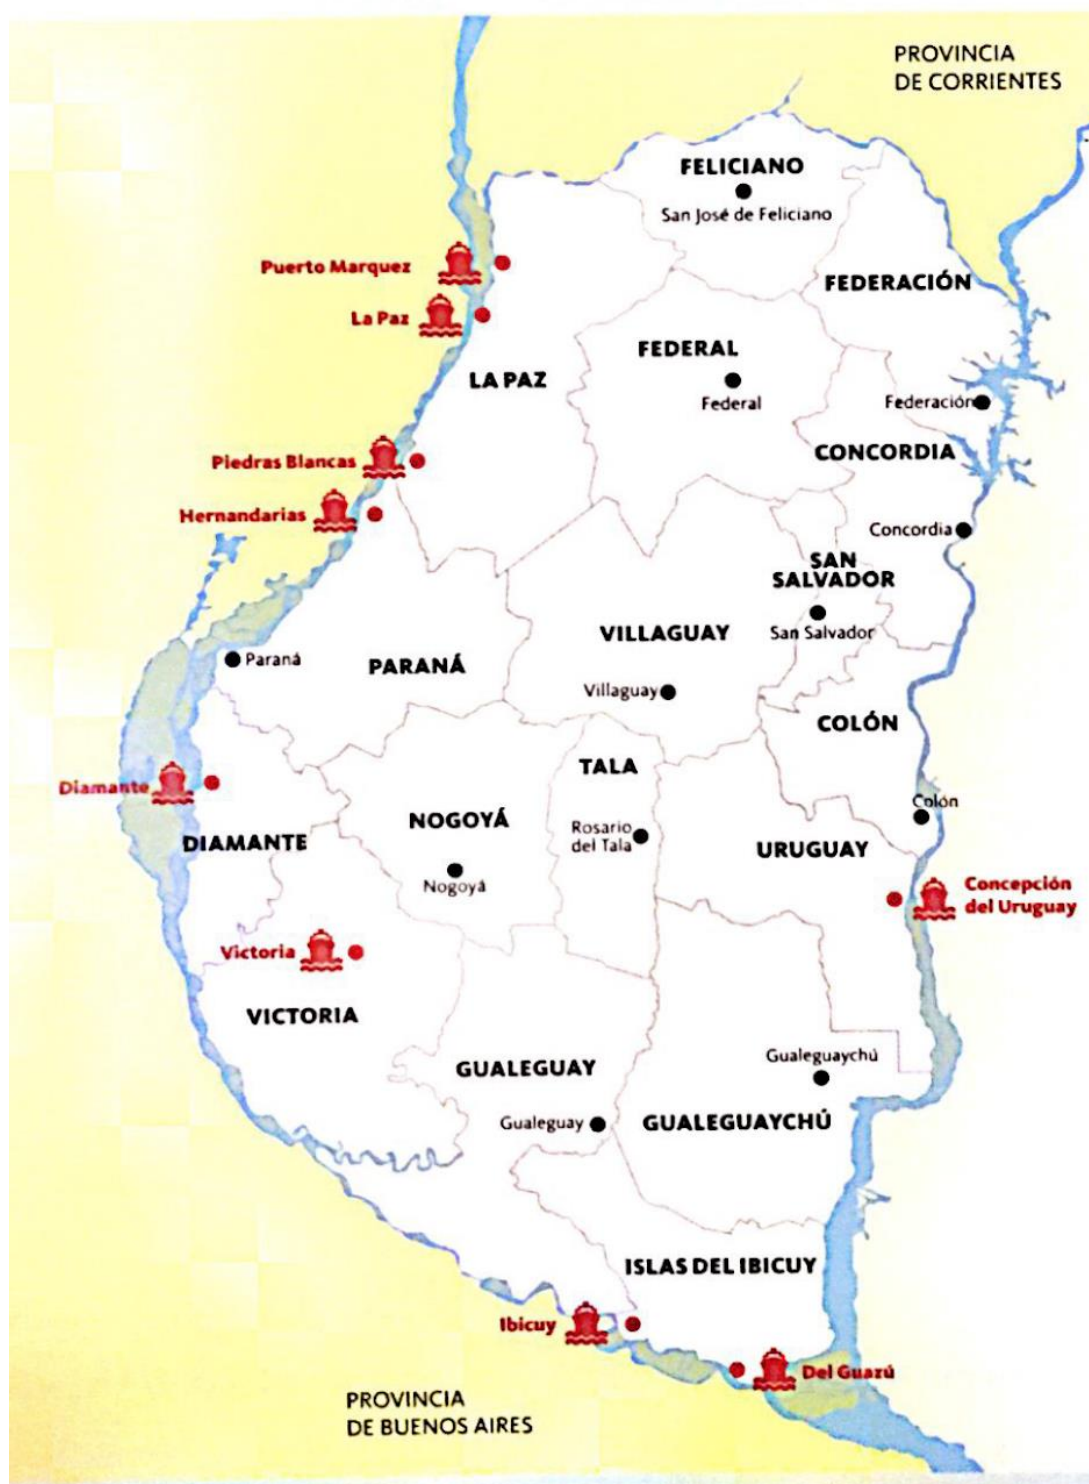 PROVINCIA
DE CORRIENTES
FELICIANO
San José de Feliciano
Puerto Marquez
FEDERACIÓN
La Paz
FEDERAL
LA PAZ
Federal
Federación
CONCORDIA
Piedras Blancas
Hernandarias
Concordia
SAN
SALVADOR
San Salvador
VILLAGUAY
Paraná
PARANÁ
Villaguay
COLÓN
TALA
Diamante
Colón
DIAMANTE
NOGOYÁ
Rosario
del Tala
URUGUAY
Nogoyá
Concepción
del Uruguay
Victoria
VICTORIA
Gualeguaychú
GUALEGUAY
Gualeguay
GUALEGUAYCHÚ
ISLAS DEL IBICUY
Ibicuy
Del Guazú
PROVINCIA
DE BUENOS AIRES